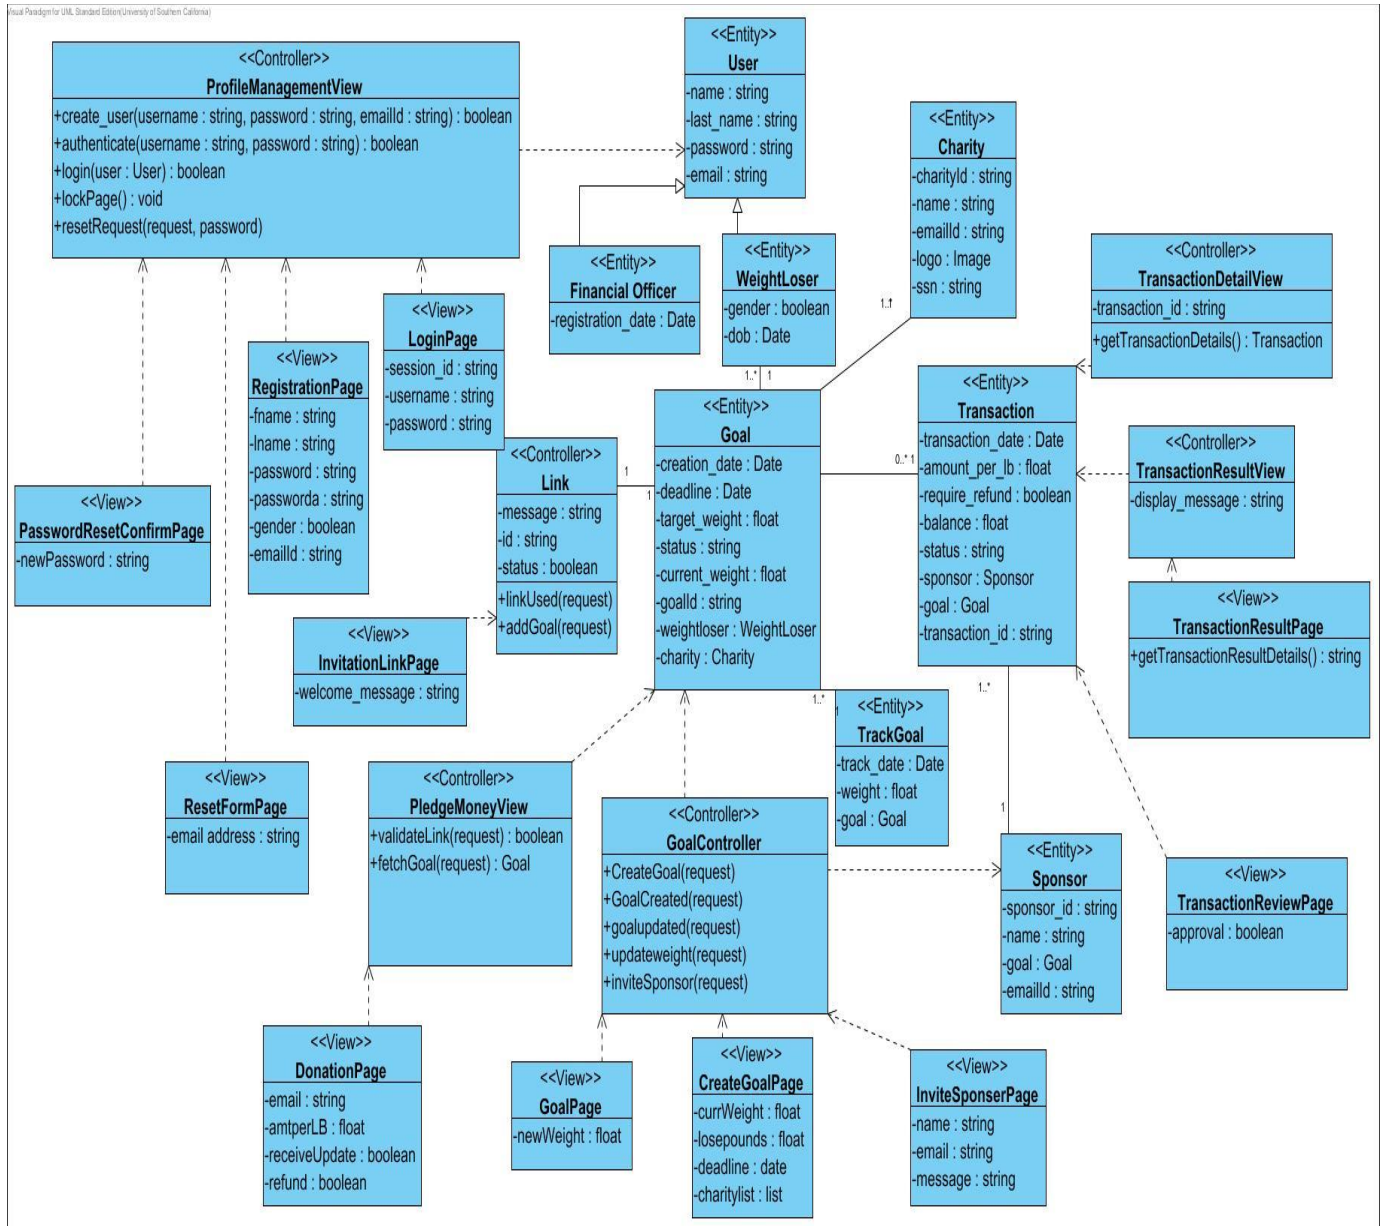 Visual Paradigm for UML Standard Edition(University of Southern California)
<<Controller>>
ProfileManagementView
+create_user(username : string, password : string, emailId : string) : boolean
+authenticate(username : string, password : string) : boolean
+login(user : User) : boolean
+lockPage() : void
+resetRequest(request, password)
<<Entity>>
User
-name : string
-last_name : string
-password : string
-email : string
<<Entity>>
Charity
-charityId : string
-name : string
-emailId : string
-logo : Image
-ssn : string
<<Entity>>
Financial Officer
-registration_date : Date
<<Entity>>
WeightLoser
-gender : boolean
-dob : Date
<<Controller>>
TransactionDetailView
-transaction_id : string
+getTransactionDetails() : Transaction
<<View>>
LoginPage
-session_id : string
-username : string
-password : string
<<View>>
RegistrationPage
-fname : string
-lname : string
-password : string
-passworda : string
-gender : boolean
-emailId : string
1..*
1..*
1
<<Entity>>
Goal
-creation_date : Date
-deadline : Date
-target_weight : float
-status : string
-current_weight : float
-goalId : string
-weightloser : WeightLoser
-charity : Charity
<<Entity>>
Transaction
-transaction_date : Date
-amount_per_lb : float
-require_refund : boolean
-balance : float
-status : string
-sponsor : Sponsor
-goal : Goal
-transaction_id : string
0..*
1
<<Controller>>
TransactionResultView
-display_message : string
<<Controller>>
Link
-message : string
-id : string
-status : boolean
+linkUsed(request)
+addGoal(request)
1
1
<<View>>
PasswordResetConfirmPage
-newPassword : string
<<View>>
InvitationLinkPage
-welcome_message : string
<<View>>
TransactionResultPage
+getTransactionResultDetails() : string
1..*
1
1..*
1
<<Entity>>
TrackGoal
-track_date : Date
-weight : float
-goal : Goal
<<View>>
ResetFormPage
-email address : string
<<Controller>>
PledgeMoneyView
+validateLink(request) : boolean
+fetchGoal(request) : Goal
<<Controller>>
GoalController
+CreateGoal(request)
+GoalCreated(request)
+goalupdated(request)
+updateweight(request)
+inviteSponsor(request)
<<Entity>>
Sponsor
-sponsor_id : string
-name : string
-goal : Goal
-emailId : string
<<View>>
TransactionReviewPage
-approval : boolean
<<View>>
DonationPage
-email : string
-amtperLB : float
-receiveUpdate : boolean
-refund : boolean
<<View>>
GoalPage
-newWeight : float
<<View>>
CreateGoalPage
-currWeight : float
-losepounds : float
-deadline : date
-charitylist : list
<<View>>
InviteSponserPage
-name : string
-email : string
-message : string